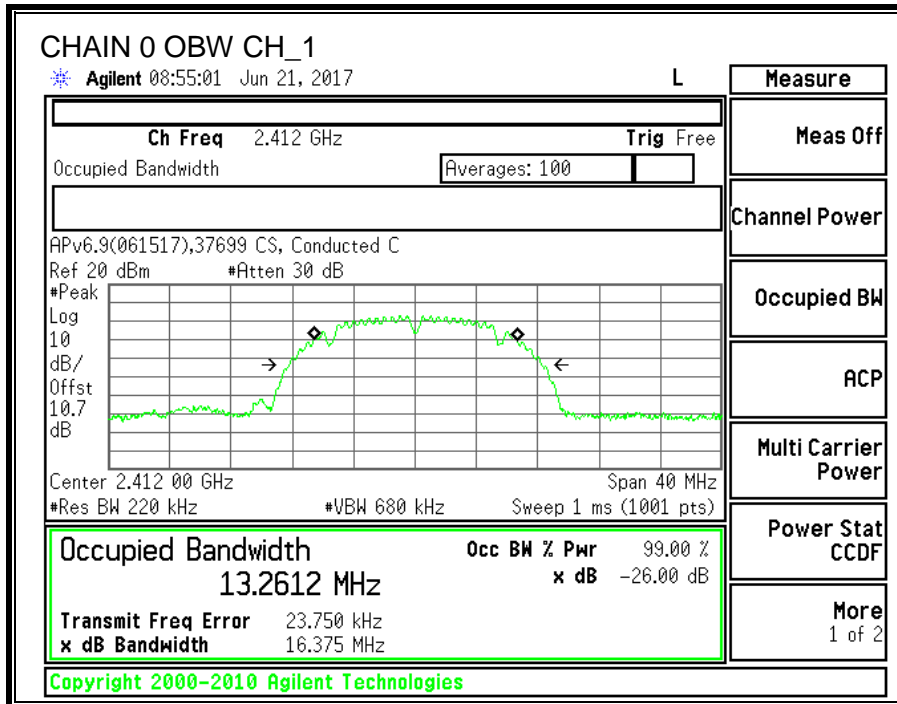 CHAIN 0 OBW CH_1
Agilent 08:55:01 Jun 21, 2017 L
Measure
Ch Freq 2.412 GHz Trig Free
Meas Off
Occupied Bandwidth Averages: 100
Channel Power
APv6.9(061517),37699 CS, Conducted C
Ref 20 dBm #Atten 30 dB
#Peak
Log
10
dB/
Offst
10.7
dB
Occupied BW
ACP
Multi Carrier
Power
Center 2.412 00 GHz Span 40 MHz
#Res BW 220 kHz #VBW 680 kHz Sweep 1 ms (1001 pts)
Power Stat
CCDF
Occupied Bandwidth Occ BW % Pwr 99.00 %
13.2612 MHz x dB -26.00 dB
Transmit Freq Error 23.750 kHz
x dB Bandwidth 16.375 MHz
More
1 of 2
Copyright 2000-2010 Agilent Technologies